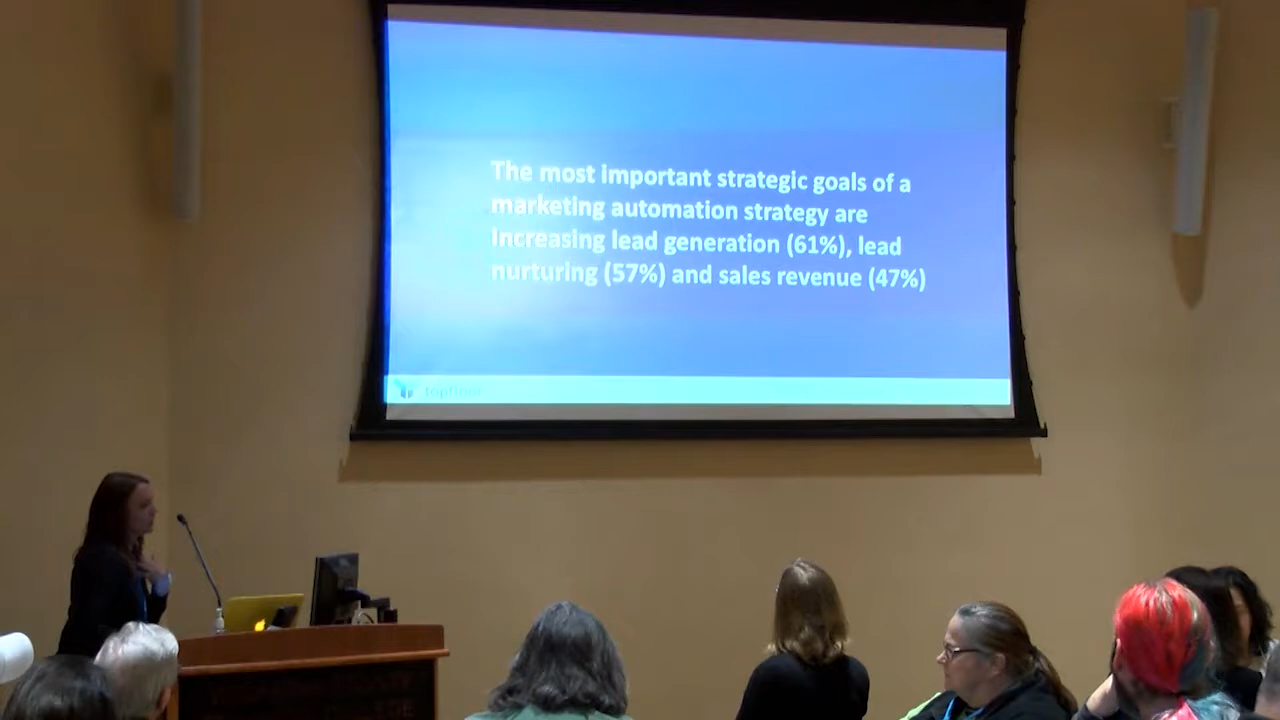 The most important strategic goals of a
marketing automation strategy are
increasing lead generation (61%), lead
nurturing (57%) and sales revenue (47%)
topfloor